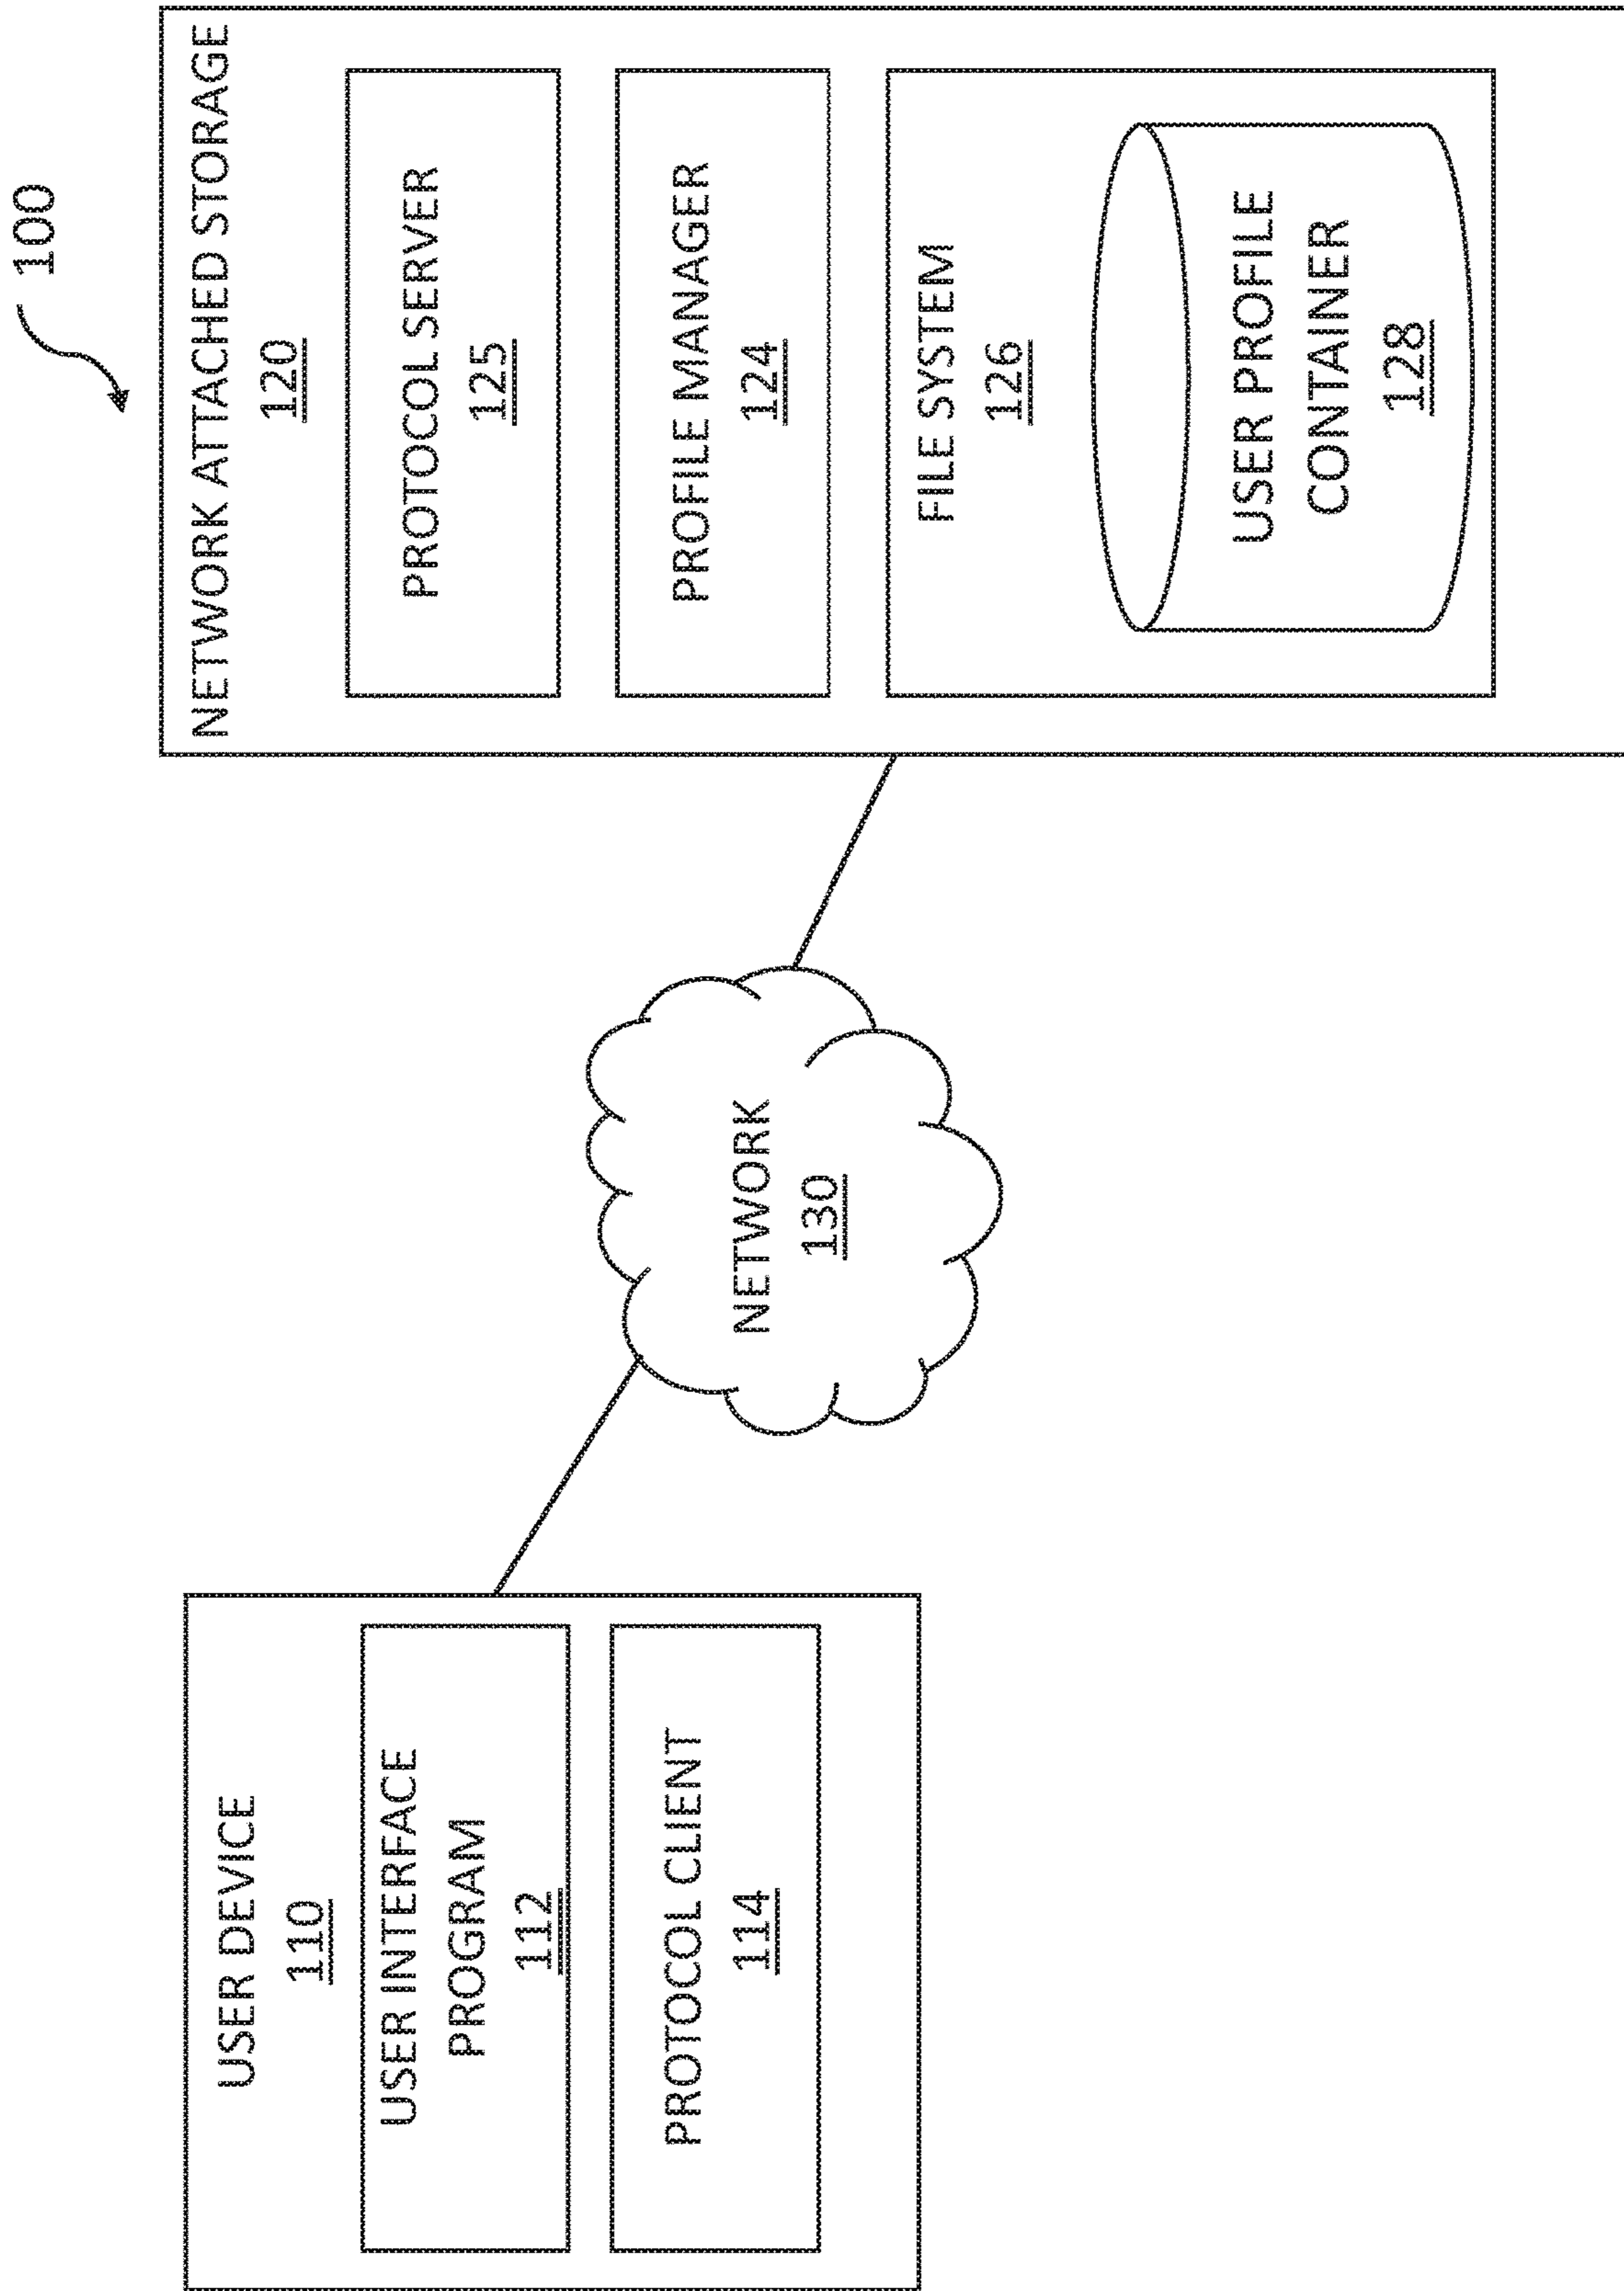 100
USER DEVICE
110
USER INTERFACE
PROGRAM
112
PROTOCOL CLIENT
114
NETWORK
130
NETWORK ATTACHED STORAGE
120
PROTOCOL SERVER
125
PROFILE MANAGER
124
FILE SYSTEM
126
USER PROFILE
CONTAINER
128